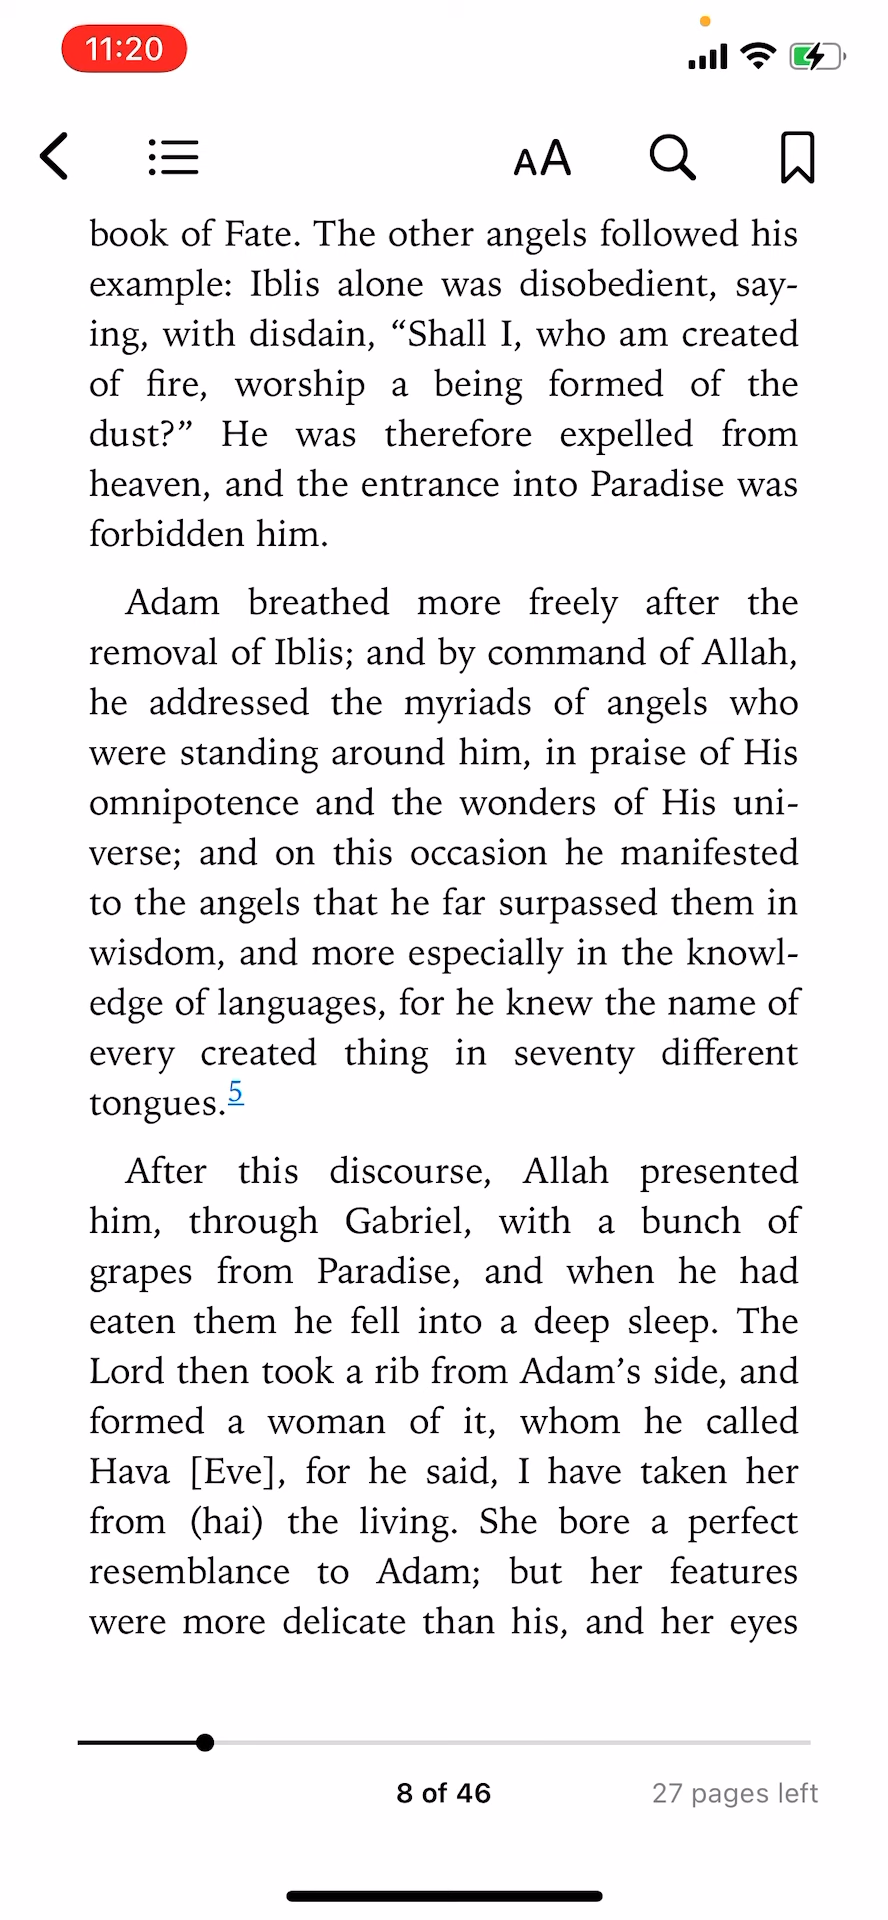 11:20
AA
book of Fate. The other angels followed his
example: Iblis alone was disobedient, say-
ing, with disdain, “Shall I, who am created
of fire, worship a being formed of the
dust?” He was therefore expelled from
heaven, and the entrance into Paradise was
forbidden him.
Adam breathed more freely after the
removal of Iblis; and by command of Allah,
he addressed the myriads of angels who
were standing around him, in praise of His
omnipotence and the wonders of His uni-
verse; and on this occasion he manifested
to the angels that he far surpassed them in
wisdom, and more especially in the knowl-
edge of languages, for he knew the name of
every created thing in seventy different
tongues.5
After this discourse, Allah presented
him, through Gabriel, with a bunch of
grapes from Paradise, and when he had
eaten them he fell into a deep sleep. The
Lord then took a rib from Adam’s side, and
formed a woman of it, whom he called
Hava [Eve], for he said, I have taken her
from (hai) the living. She bore a perfect
resemblance to Adam; but her features
were more delicate than his, and her eyes
8 of 46
27 pages left